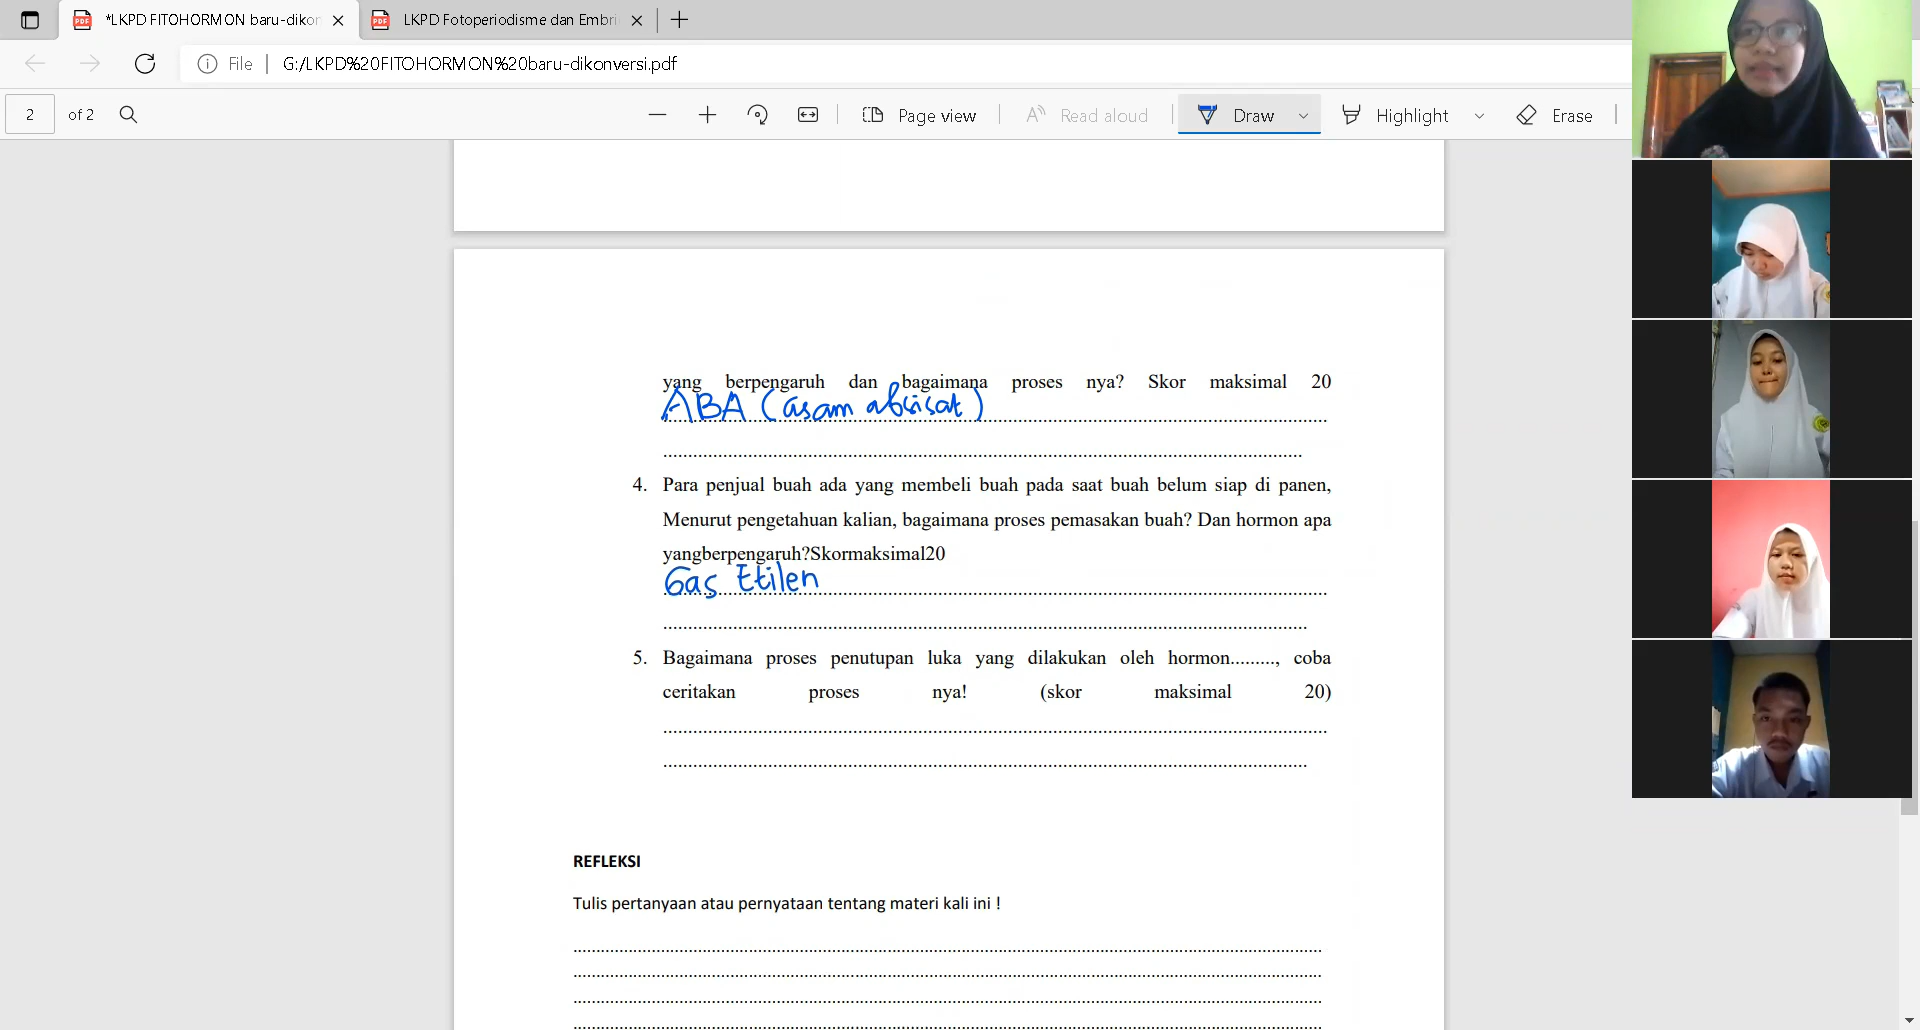 *LKPD FITOHORMON baru-dikon
LKPD Fotoperiodisme dan Embri
File
G:/LKPD%20FITOHORMON%20baru-dikonversi.pdf
2 of 2
Page view
Read aloud
Draw
Highlight
Erase
yang berpengaruh dan bagaimana proses nya? Skor maksimal 20
ABA (asam absisat)
4. Para penjual buah ada yang membeli buah pada saat buah belum siap di panen,
Menurut pengetahuan kalian, bagaimana proses pemasakan buah? Dan hormon apa
yangberpengaruh?Skormaksimal20
Gas Etilen
5. Bagaimana proses penutupan luka yang dilakukan oleh hormon........., coba
ceritakan proses nya! (skor maksimal 20)
REFLEKSI
Tulis pertanyaan atau pernyataan tentang materi kali ini !